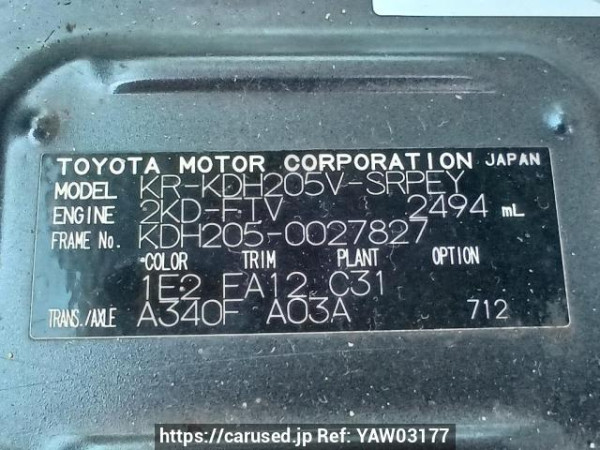 TOYOTA MOTOR CORPORATION JAPAN
MODEL KR-KDH205V-SRPEY
ENGINE 2KD-FTV 2494 mL
FRAME No. KDH205-0027827
COLOR TRIM PLANT OPTION
1E2 FA12 C31
TRANS./AXLE A340F A03A 712
https://carused.jp Ref: YAW03177